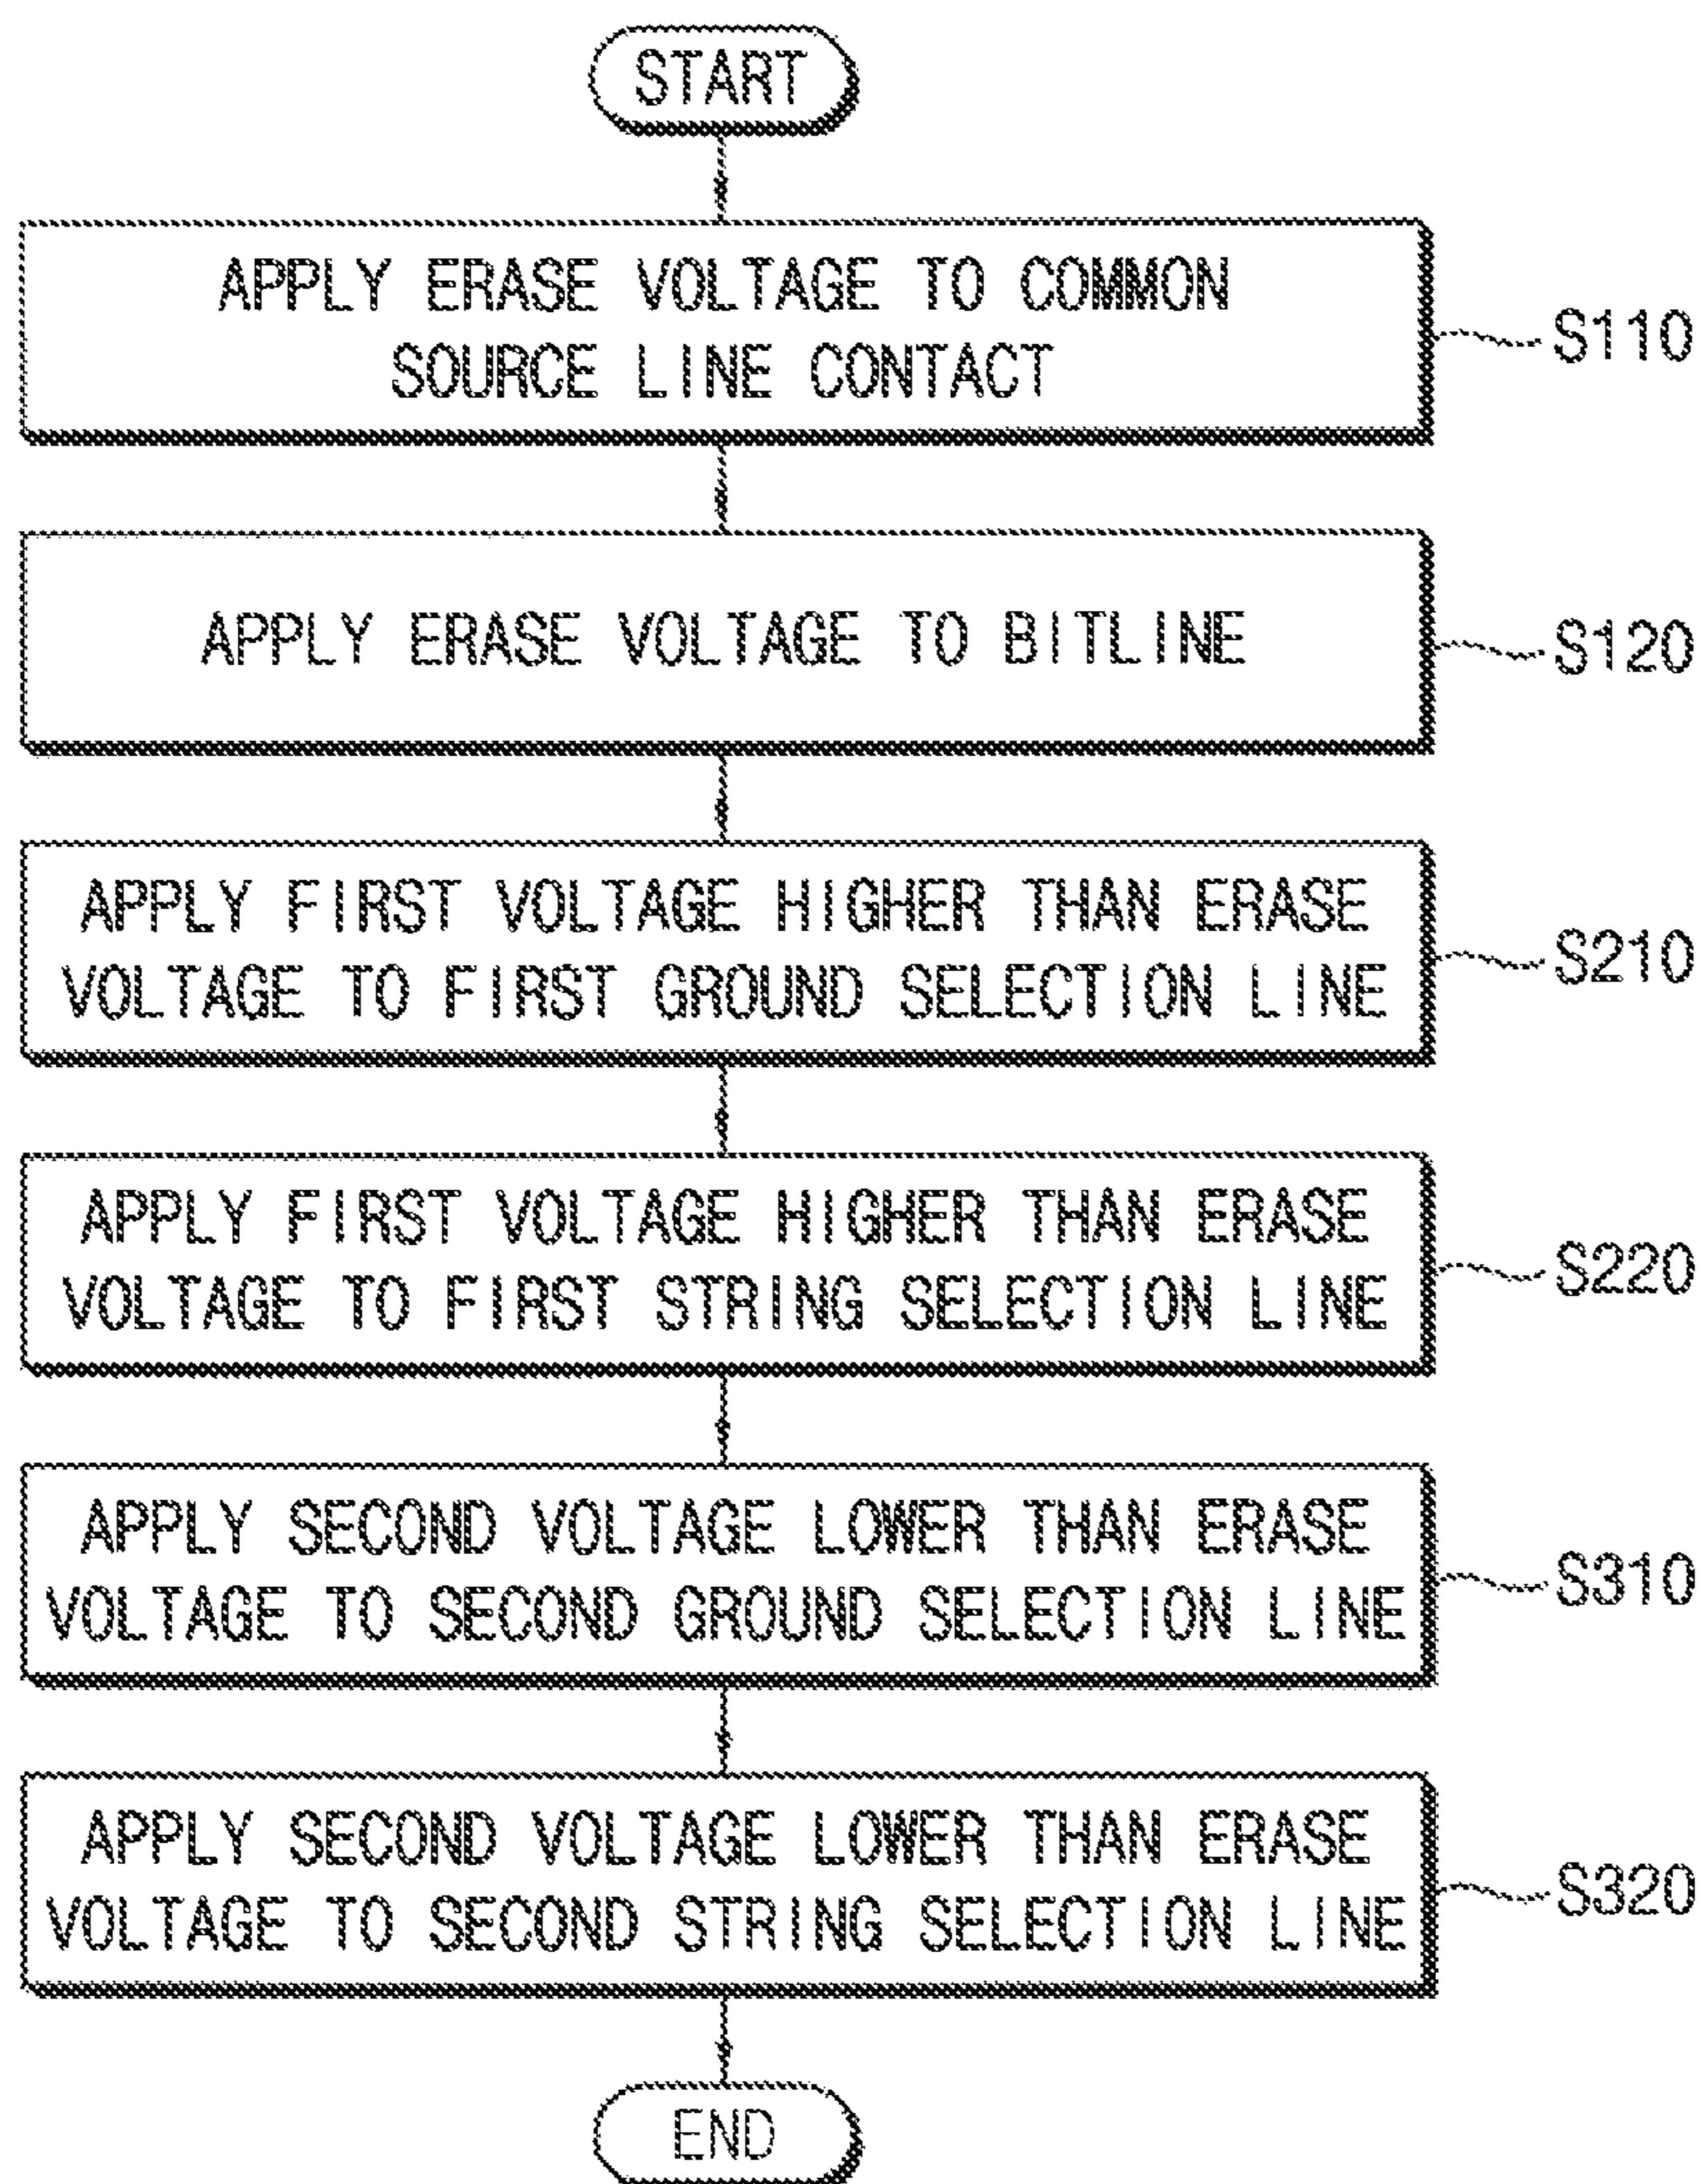 START
APPLY ERASE VOLTAGE TO COMMON
SOURCE LINE CONTACT
S110
APPLY ERASE VOLTAGE TO BITLINE
S120
APPLY FIRST VOLTAGE HIGHER THAN ERASE
VOLTAGE TO FIRST GROUND SELECTION LINE
S210
APPLY FIRST VOLTAGE HIGHER THAN ERASE
VOLTAGE TO FIRST STRING SELECTION LINE
S220
APPLY SECOND VOLTAGE LOWER THAN ERASE
VOLTAGE TO SECOND GROUND SELECTION LINE
S310
APPLY SECOND VOLTAGE LOWER THAN ERASE
VOLTAGE TO SECOND STRING SELECTION LINE
S320
END